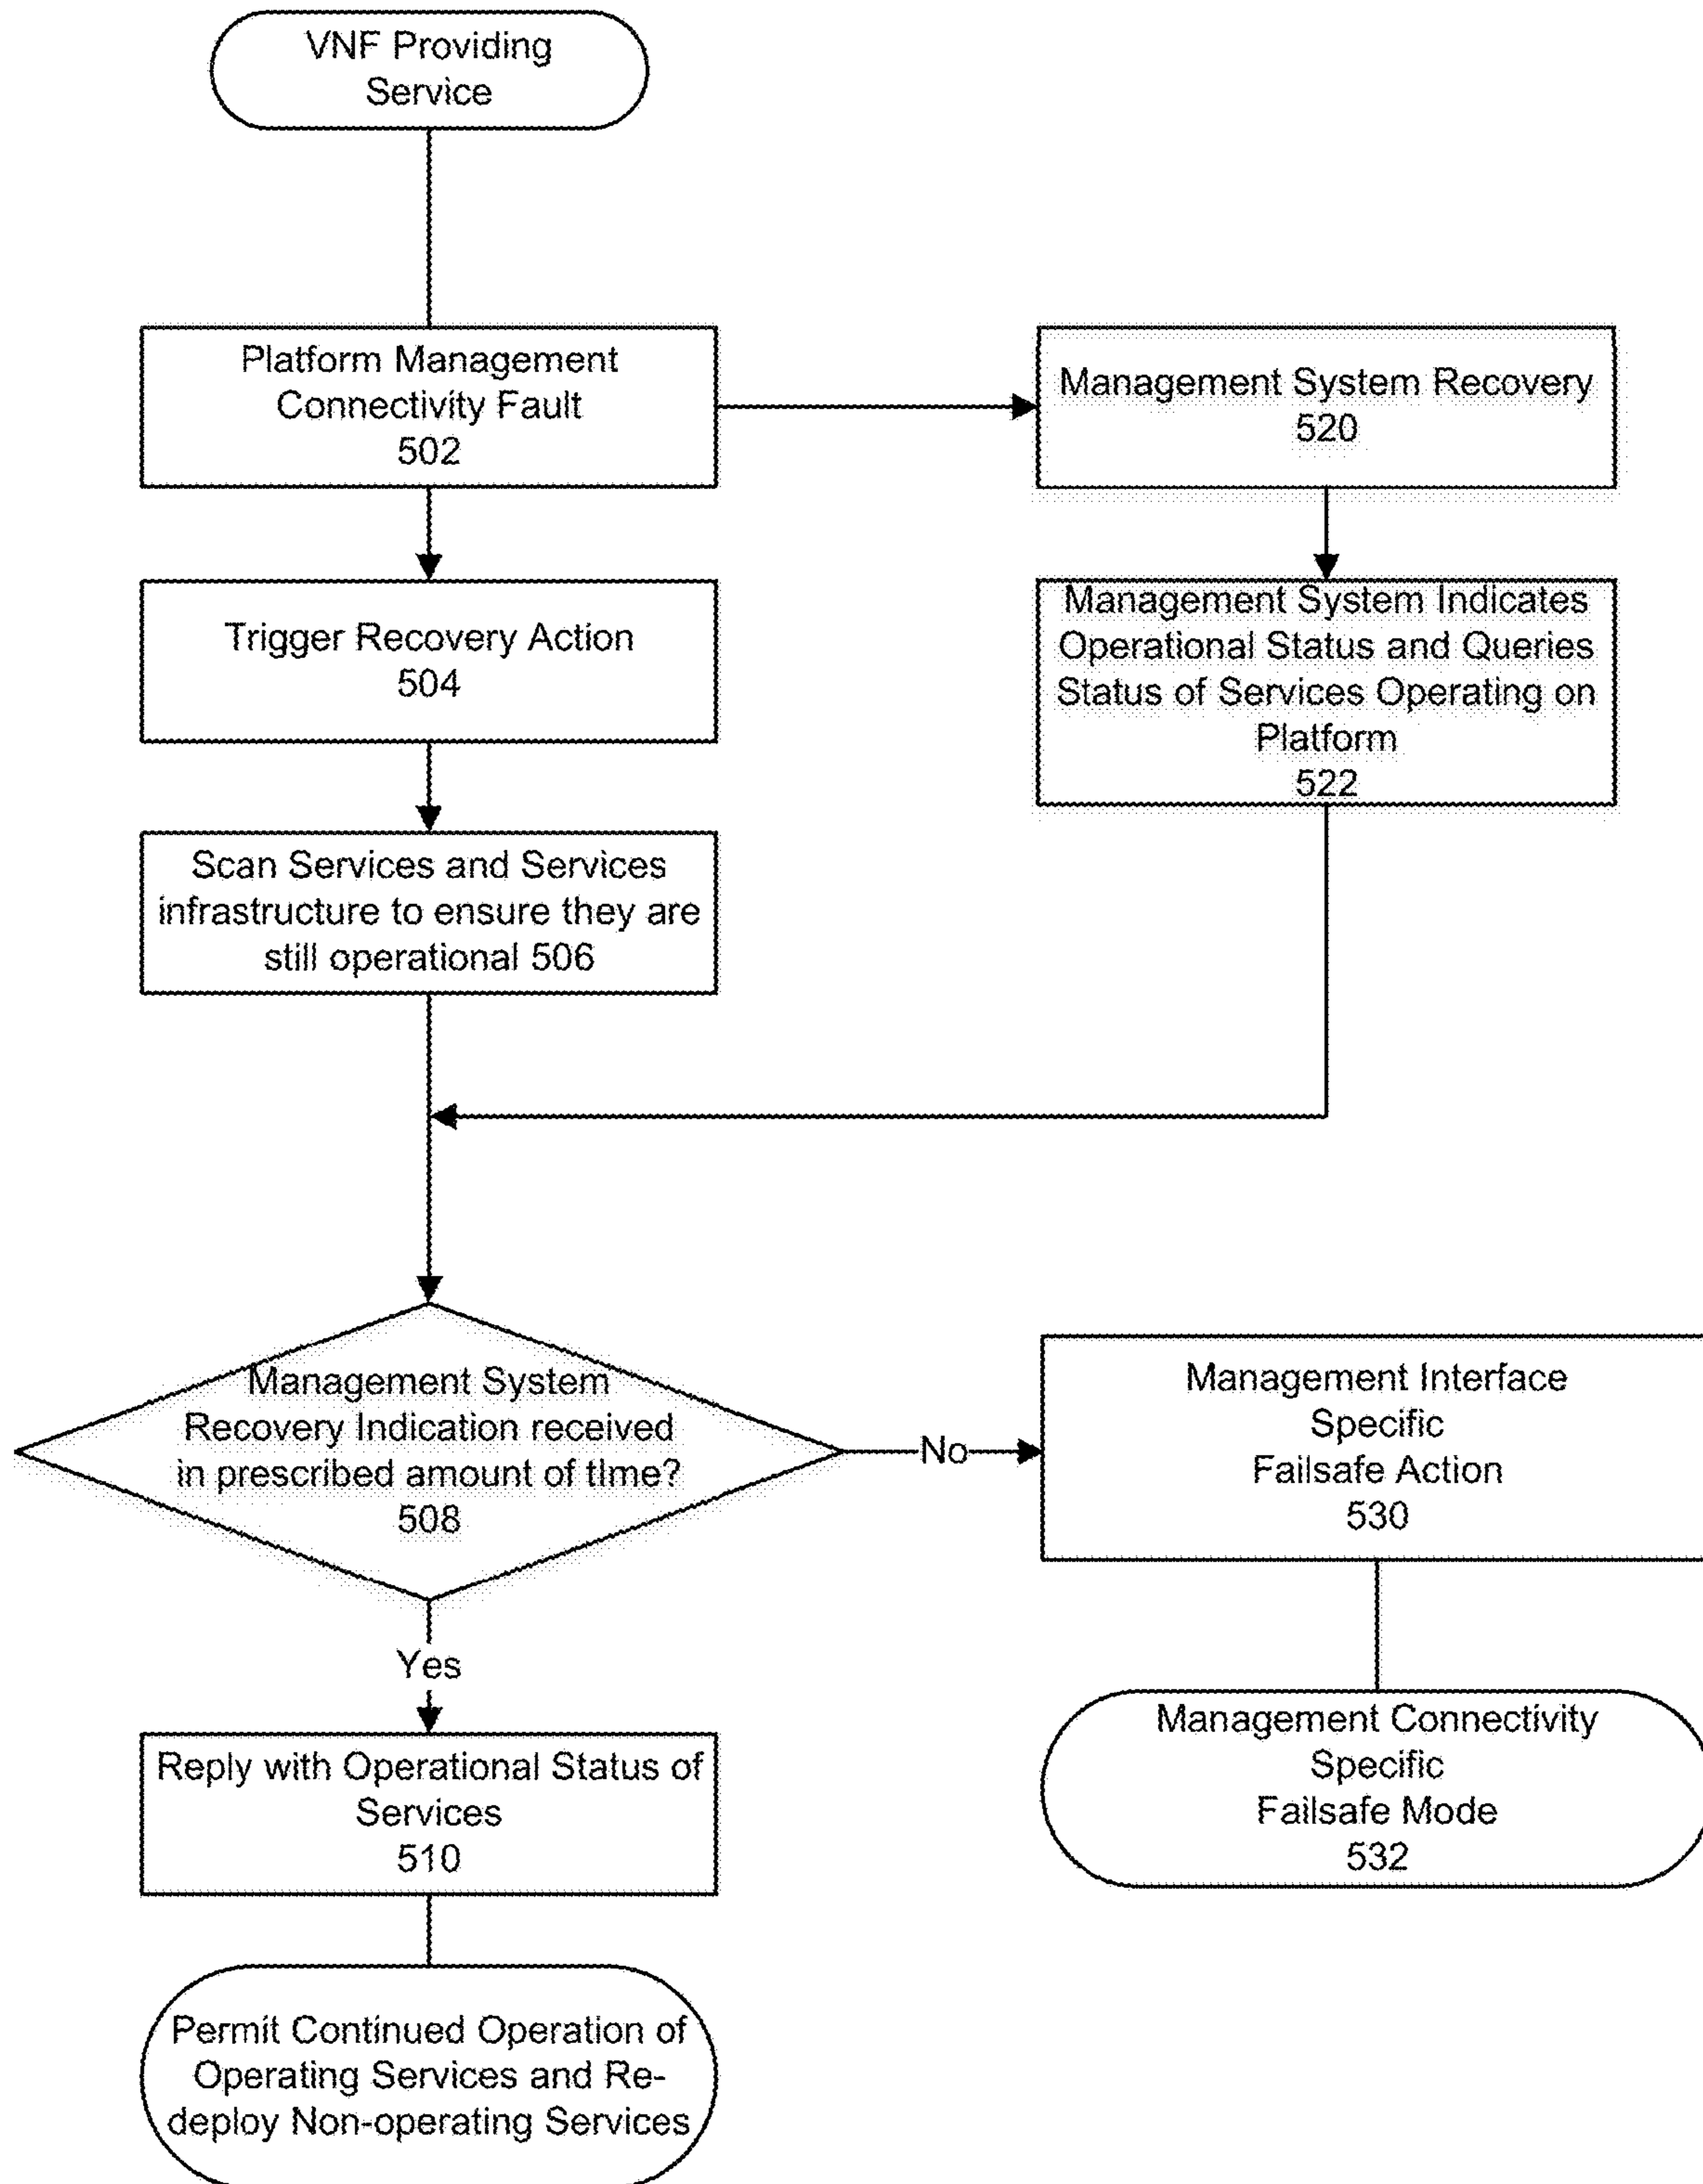 VNF Providing
Service
Platform Management
Connectivity Fault
502
Management System Recovery
520
Trigger Recovery Action
504
Management System Indicates
Operational Status and Queries
Status of Services Operating on
Platform
522
Scan Services and Services
infrastructure to ensure they are
still operational 506
Management System
Recovery Indication received
in prescribed amount of tIme?
508
No
Management Interface
Specific
Failsafe Action
530
Yes
Management Connectivity
Specific
Failsafe Mode
532
Reply with Operational Status of
Services
510
Permit Continued Operation of
Operating Services and Re-
deploy Non-operating Services